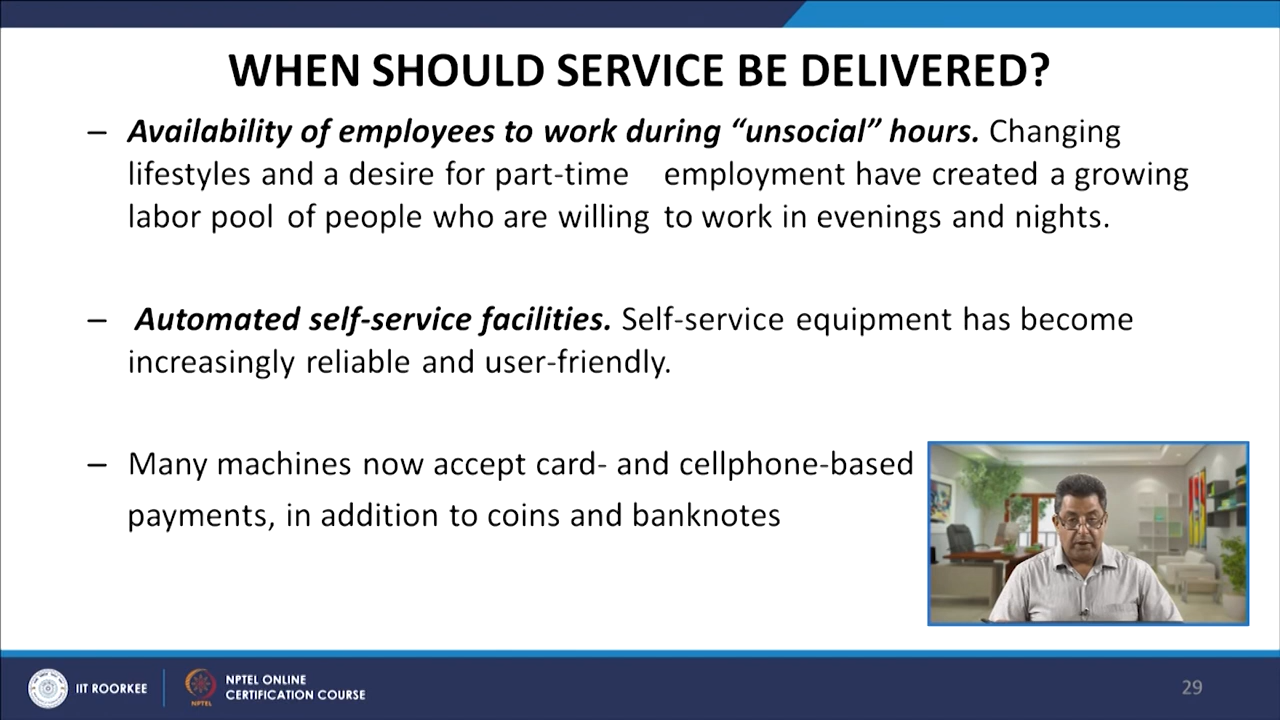 WHEN SHOULD SERVICE BE DELIVERED?
– Availability of employees to work during “unsocial” hours. Changing
lifestyles and a desire for part-time employment have created a growing
labor pool of people who are willing to work in evenings and nights.
– Automated self-service facilities. Self-service equipment has become
increasingly reliable and user-friendly.
– Many machines now accept card- and cellphone-based
payments, in addition to coins and banknotes
IIT ROORKEE
NPTEL
NPTEL ONLINE
CERTIFICATION COURSE
29